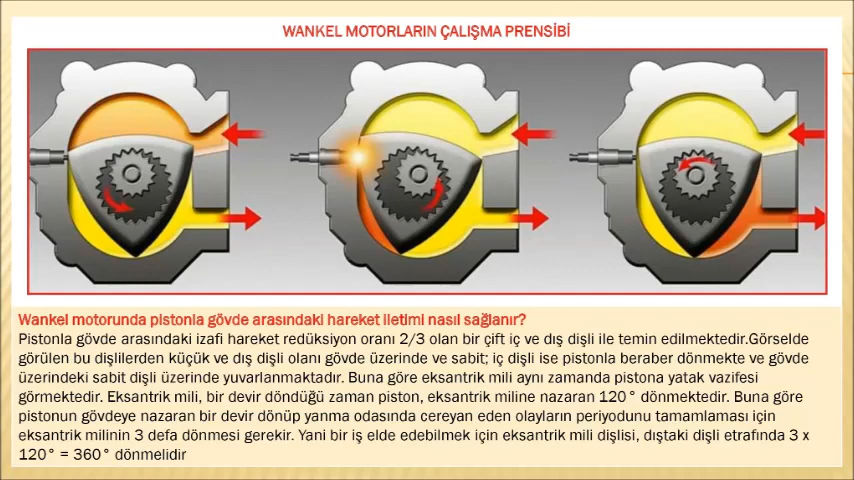 WANKEL MOTORLARIN ÇALIŞMA PRENSİBİ
Wankel motorunda pistonla gövde arasındaki hareket iletimi nasıl sağlanır?
Pistonla gövde arasındaki izafi hareket redüksiyon oranı 2/3 olan bir çift iç ve dış dişli ile temin edilmektedir.Görselde
görülen bu dişlilerden küçük ve dış dişli olanı gövde üzerinde ve sabit; iç dişli ise pistonla beraber dönmekte ve gövde
üzerindeki sabit dişli üzerinde yuvarlanmaktadır. Buna göre eksantrik mili aynı zamanda pistona yatak vazifesi
görmektedir. Eksantrik mili, bir devir döndüğü zaman piston, eksantrik miline nazaran 120° dönmektedir. Buna göre
pistonun gövdeye nazaran bir devir dönüp yanma odasında cereyan eden olayların periyodunu tamamlaması için
eksantrik milinin 3 defa dönmesi gerekir. Yani bir iş elde edebilmek için eksantrik mili dişlisi, dıştaki dişli etrafında 3 x
120° = 360° dönmelidir